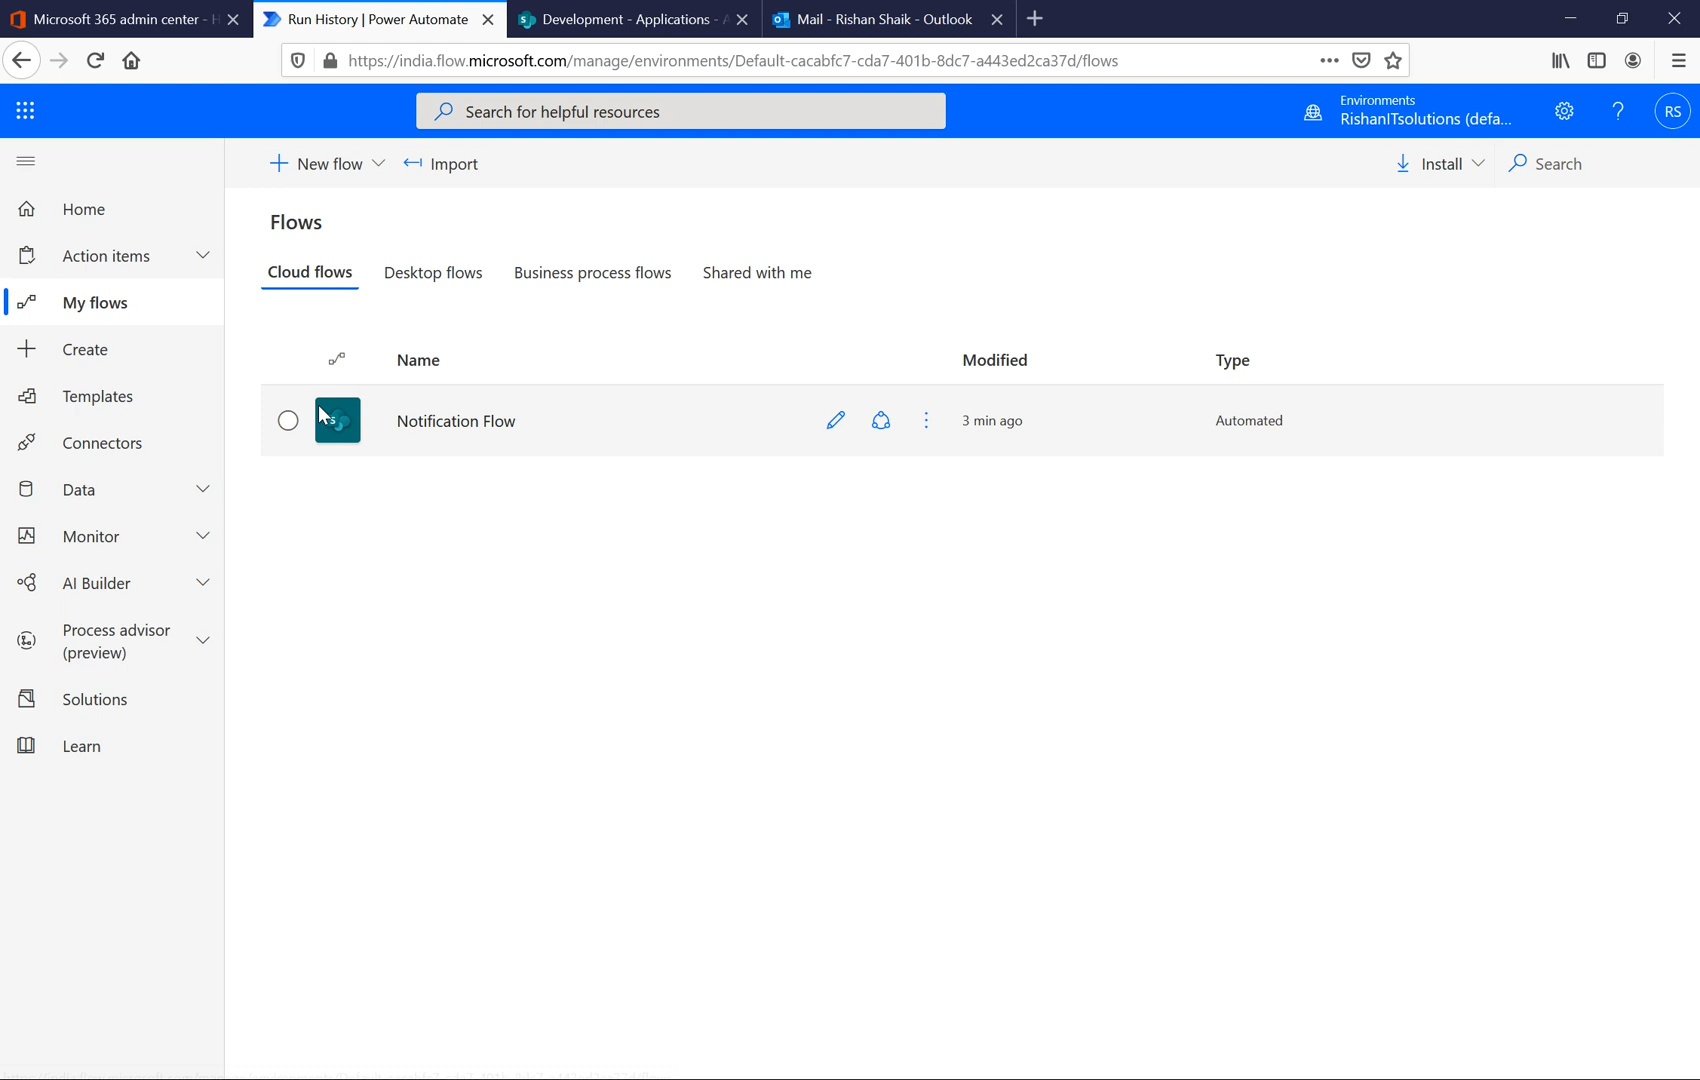 Microsoft 365 admin center - H
Run History | Power Automate
Development - Applications - A
Mail - Rishan Shaik - Outlook
https://india.flow.microsoft.com/manage/environments/Default-cacabfc7-cda7-401b-8dc7-a443ed2ca37d/flows
Search for helpful resources
Environments
RishanITsolutions (defa...
?
RS
New flow
Import
Install
Search
Home
Action items
My flows
Create
Templates
Connectors
Data
Monitor
AI Builder
Process advisor
(preview)
Solutions
Learn
Flows
Cloud flows Desktop flows Business process flows Shared with me
Name Modified Type
Notification Flow 3 min ago Automated